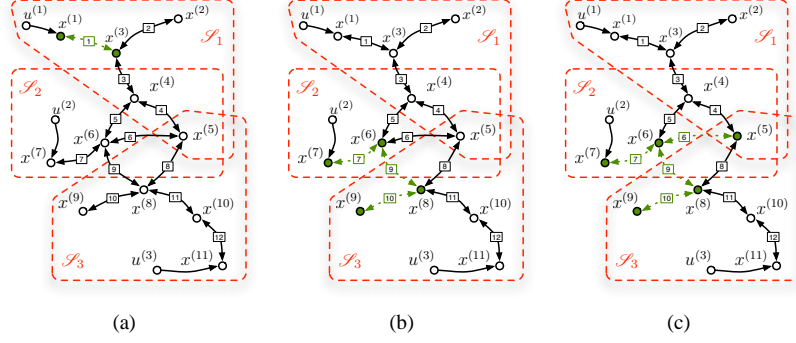 u^(1) x^(1) x^(3) 2 x^(2) 𝒮_1
1
3
x^(4)
𝒮_2 u^(2) 5 4
x^(6) 6 x^(5)
x^(7) 7 9 8
x^(9) 10 x^(8) 11 x^(10)
12
𝒮_3 u^(3) x^(11)
(a)
u^(1) x^(1) x^(3) 2 x^(2) 𝒮_1
1
3
x^(4)
𝒮_2 u^(2) 5 4
x^(6) 6 x^(5)
x^(7) 7 9 8
x^(9) 10 x^(8) 11 x^(10)
12
𝒮_3 u^(3) x^(11)
(b)
u^(1) x^(1) x^(3) 2 x^(2) 𝒮_1
1
3
x^(4)
𝒮_2 u^(2) 5 4
x^(6) 6 x^(5)
x^(7) 7 9 8
x^(9) 10 x^(8) 11 x^(10)
12
𝒮_3 u^(3) x^(11)
(c)